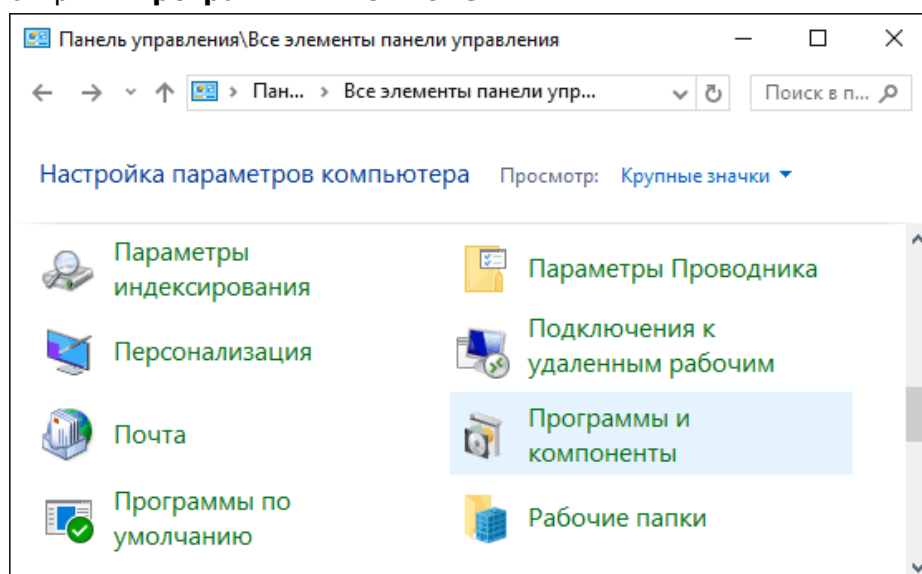 Панель управления\Все элементы панели управления
Пан... > Все элементы панели упр...
Поиск в п...
Настройка параметров компьютера
Просмотр: Крупные значки
Параметры
индексирования
Параметры Проводника
Персонализация
Подключения к
удаленным рабочим
Почта
Программы и
компоненты
Программы по
умолчанию
Рабочие папки